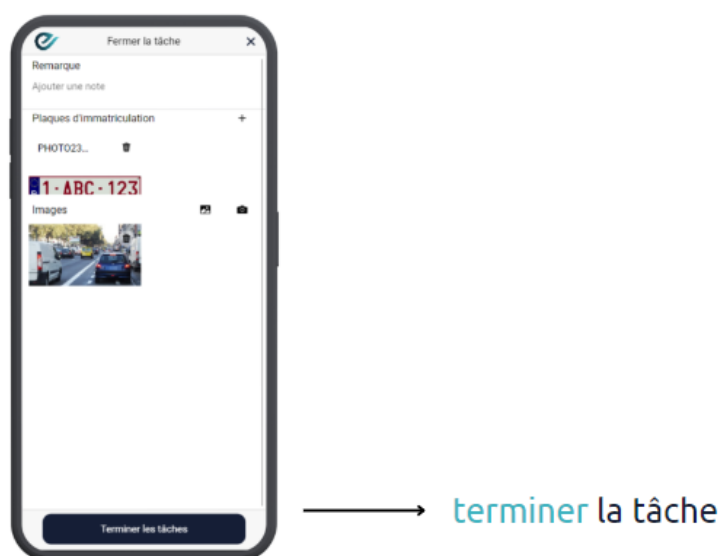 Fermer la tâche
Remarque
Ajouter une note
Plaques d'immatriculation
PHOTO23...
1-ABC-123
Images
Terminer les tâches
terminer la tâche